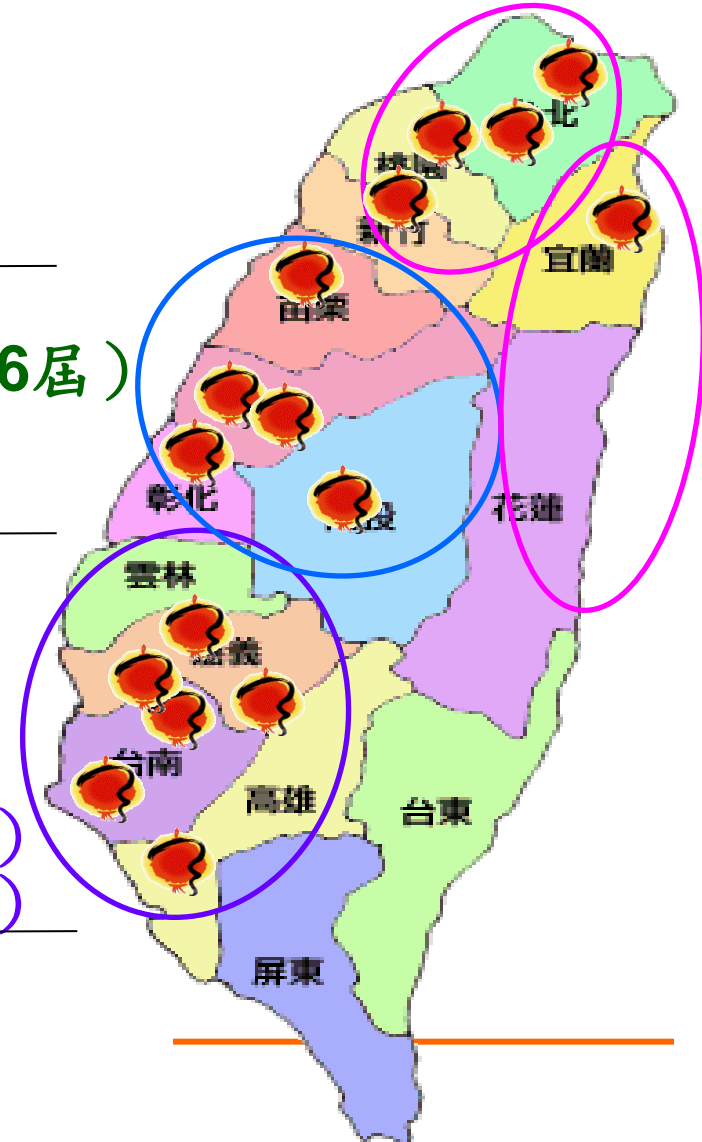 北
桃園
新竹
宜蘭
苗栗
6屆）
彰化
投
花蓮
雲林
嘉義
台南
高雄
台東
）
）
屏東